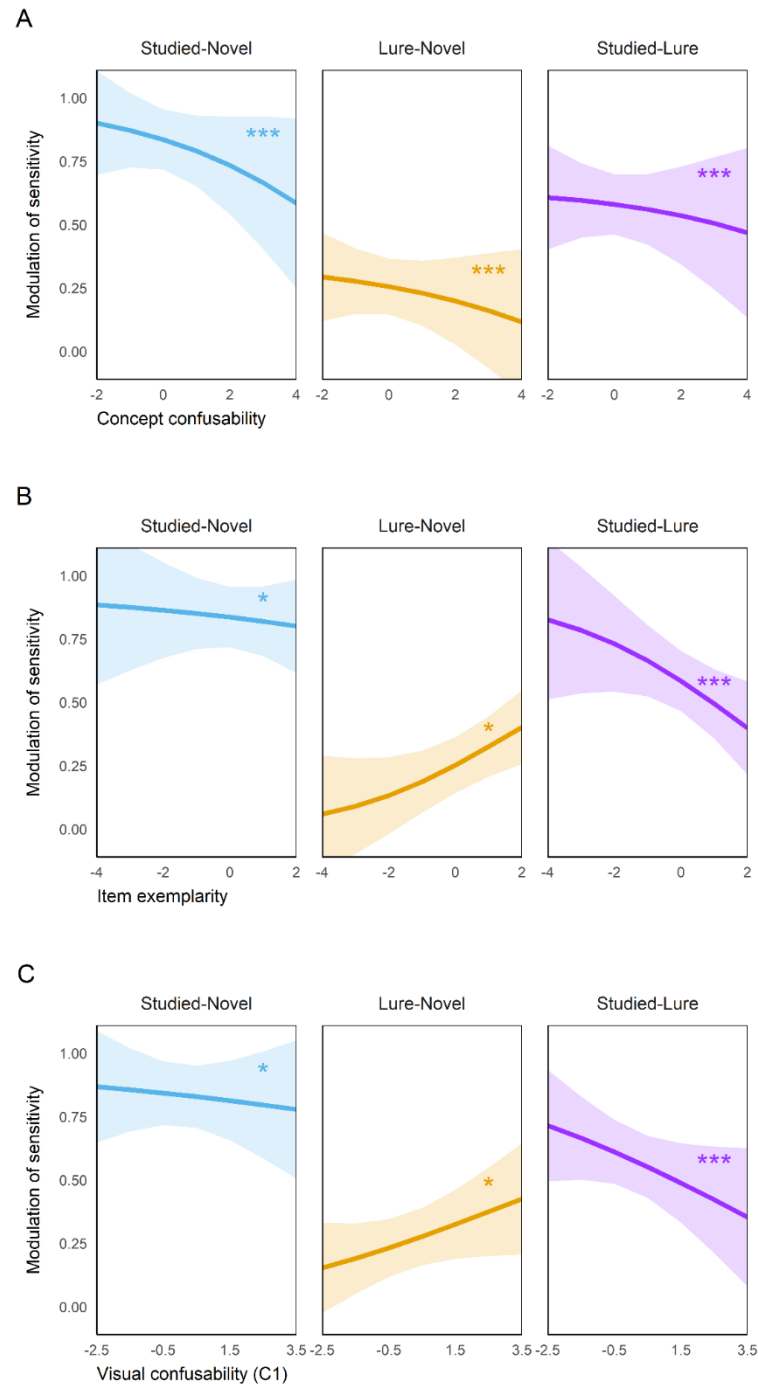 A
Studied-Novel Lure-Novel Studied-Lure
Modulation of sensitivity
1.00
0.75
0.50
0.25
0.00
*** *** ***
-2 0 2 4 -2 0 2 4 -2 0 2 4
Concept confusability
B
Studied-Novel Lure-Novel Studied-Lure
Modulation of sensitivity
1.00
0.75
0.50
0.25
0.00
* * ***
-4 -2 0 2 -4 -2 0 2 -4 -2 0 2
Item exemplarity
C
Studied-Novel Lure-Novel Studied-Lure
Modulation of sensitivity
1.00
0.75
0.50
0.25
0.00
* * ***
-2.5 -0.5 1.5 3.5 -2.5 -0.5 1.5 3.5 -2.5 -0.5 1.5 3.5
Visual confusability (C1)